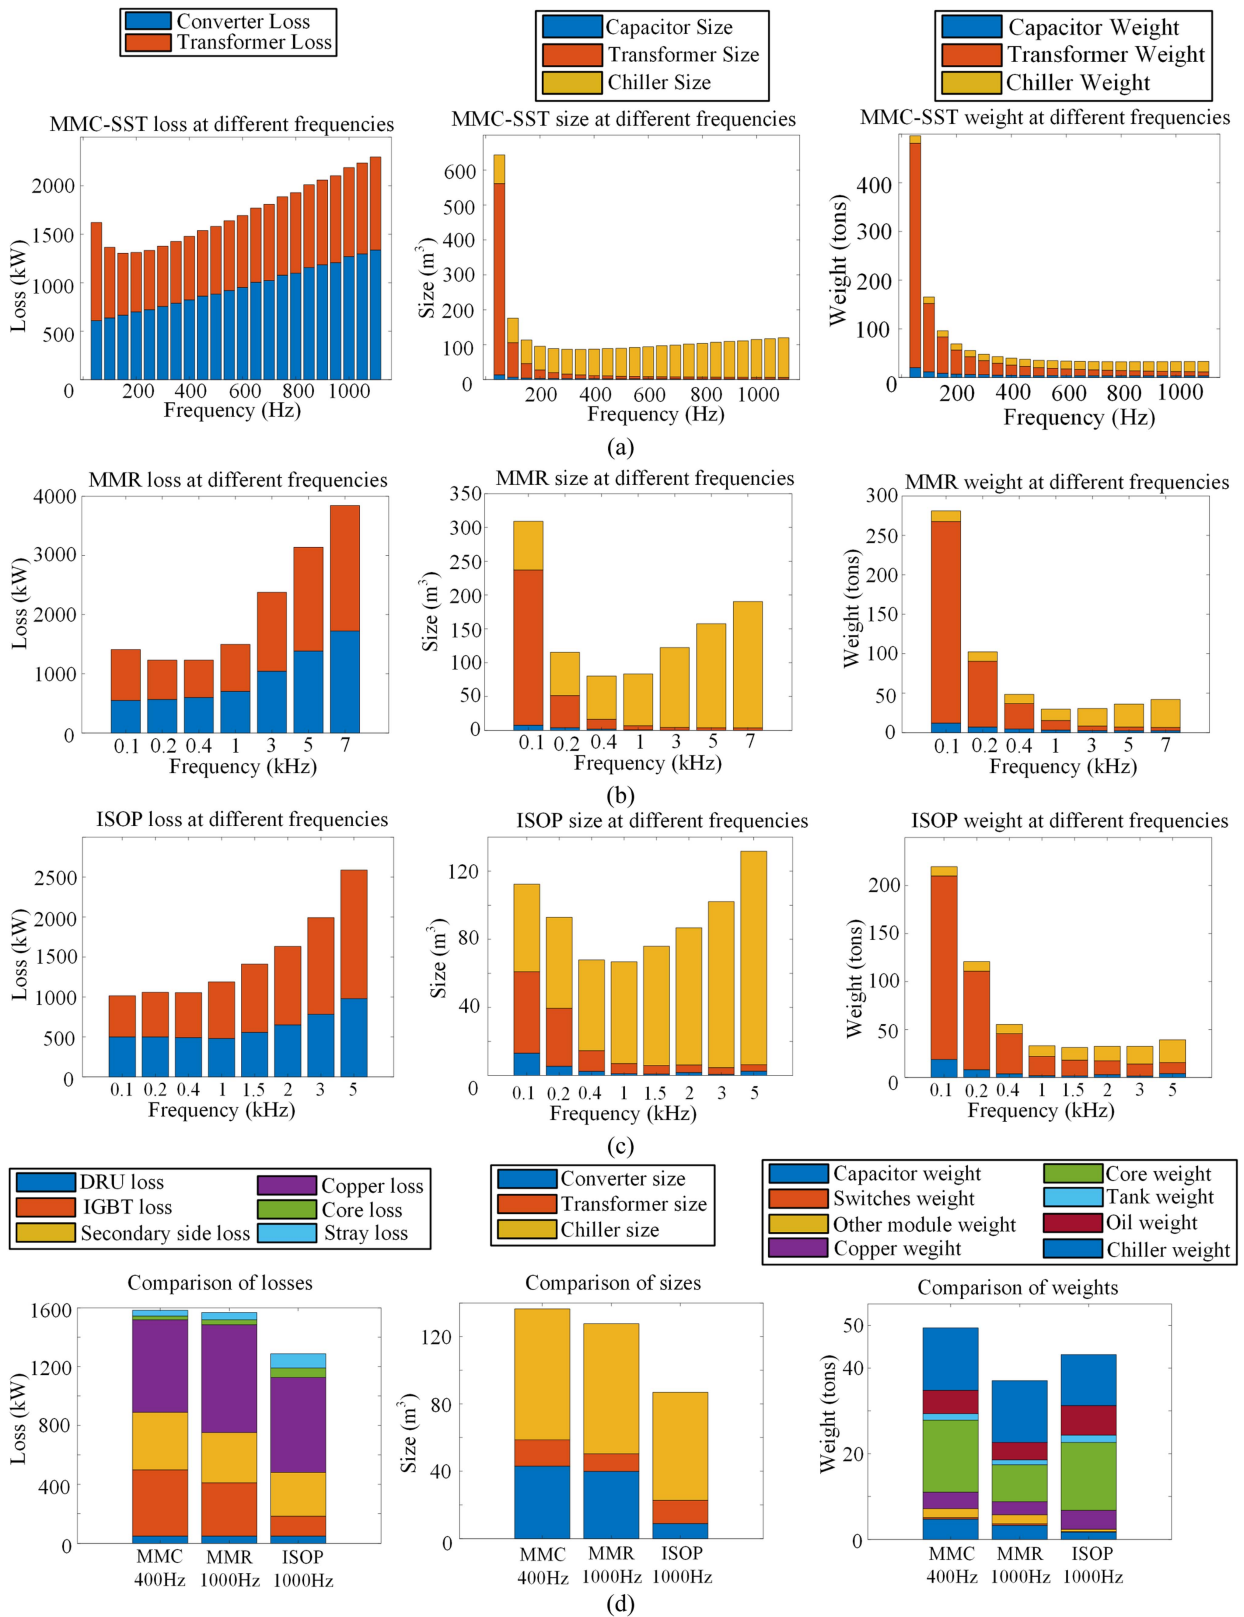 Converter Loss
Transformer Loss
Capacitor Size
Transformer Size
Chiller Size
Capacitor Weight
Transformer Weight
Chiller Weight
MMC-SST loss at different frequencies
Loss (kW)
2000
1500
1000
500
0
200 400 600 800 1000
Frequency (Hz)
MMC-SST size at different frequencies
Size (m³)
600
500
400
300
200
100
0
200 400 600 800 1000
Frequency (Hz)
MMC-SST weight at different frequencies
Weight (tons)
400
300
200
100
0
200 400 600 800 1000
Frequency (Hz)
(a)
MMR loss at different frequencies
Loss (kW)
4000
3000
2000
1000
0
0.1 0.2 0.4 1 3 5 7
Frequency (kHz)
MMR size at different frequencies
Size (m³)
350
300
250
200
150
100
50
0
0.1 0.2 0.4 1 3 5 7
Frequency (kHz)
MMR weight at different frequencies
Weight (tons)
300
250
200
150
100
50
0
0.1 0.2 0.4 1 3 5 7
Frequency (kHz)
(b)
ISOP loss at different frequencies
Loss (kW)
2500
2000
1500
1000
500
0
0.1 0.2 0.4 1 1.5 2 3 5
Frequency (kHz)
ISOP size at different frequencies
Size (m³)
120
80
40
0
0.1 0.2 0.4 1 1.5 2 3 5
Frequency (kHz)
ISOP weight at different frequencies
Weight (tons)
200
150
100
50
0
0.1 0.2 0.4 1 1.5 2 3 5
Frequency (kHz)
(c)
DRU loss
IGBT loss
Secondary side loss
Copper loss
Core loss
Stray loss
Converter size
Transformer size
Chiller size
Capacitor weight
Switches weight
Other module weight
Copper wegiht
Core weight
Tank weight
Oil weight
Chiller weight
Comparison of losses
Loss (kW)
1600
1200
800
400
0
MMC MMR ISOP
400Hz 1000Hz 1000Hz
Comparison of sizes
Size (m³)
120
80
40
0
MMC MMR ISOP
400Hz 1000Hz 1000Hz
Comparison of weights
Weight (tons)
50
40
20
0
MMC MMR ISOP
400Hz 1000Hz 1000Hz
(d)